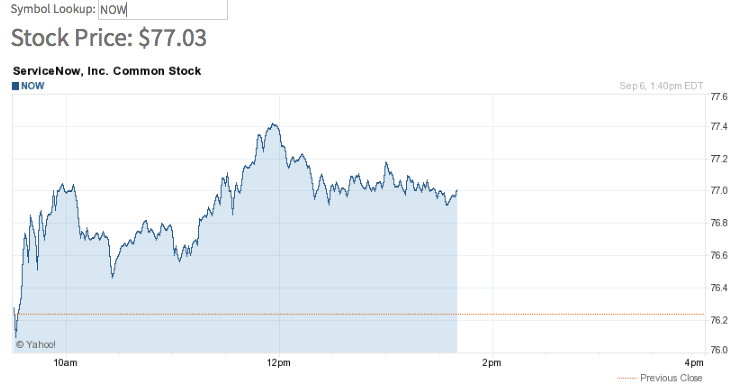 Symbol Lookup: NOW
Stock Price: $77.03
ServiceNow, Inc. Common Stock
NOW
Sep 6, 1:40pm EDT
77.6
77.4
77.2
77.0
76.8
76.6
76.4
76.2
76.0
© Yahoo!
10am 12pm 2pm 4pm
Previous Close